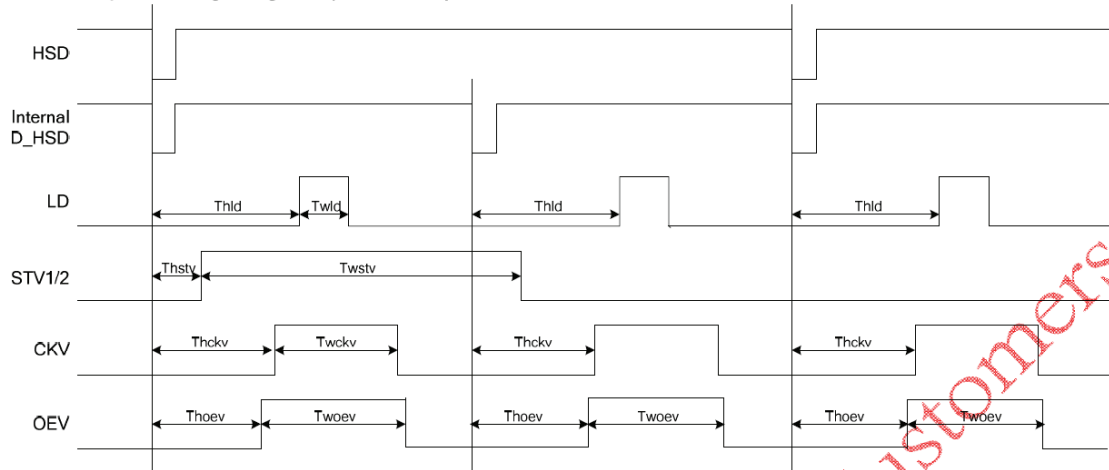 HSD
Internal
D_HSD
LD
Thld
Twld
Thld
Thld
STV1/2
Thstv
Twstv
CKV
Thckv
Twckv
Thckv
Thckv
OEV
Thoev
Twoev
Thoev
Twoev
Thoev
Twoev
ustomers